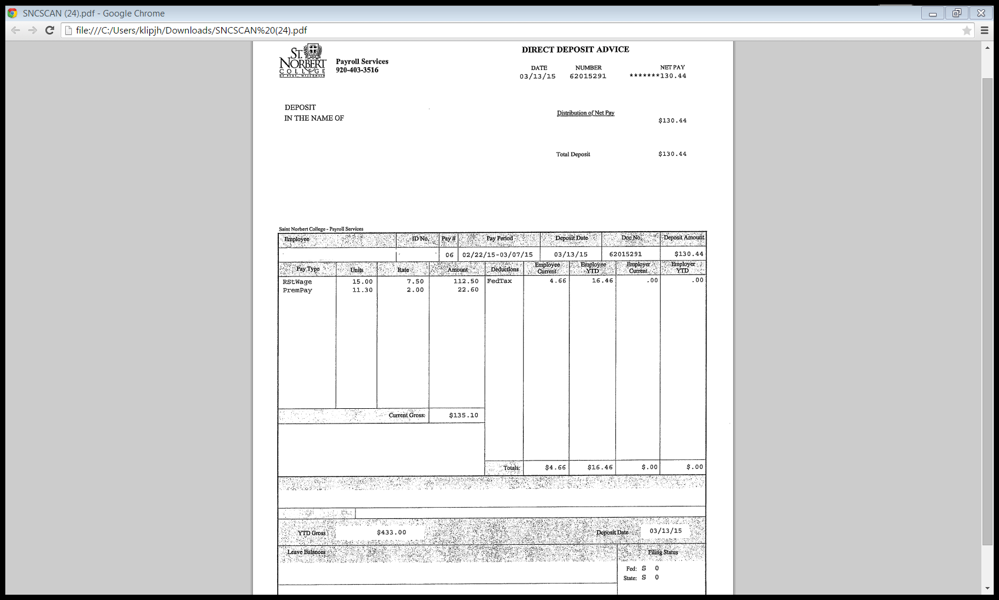 SNCSCAN (24).pdf - Google Chrome
file:///C:/Users/klipjh/Downloads/SNCSCAN%20(24).pdf
ST.
NORBERT
COLLEGE
DE PERE, WISCONSIN
Payroll Services
920-403-3516
DIRECT DEPOSIT ADVICE
DATE NUMBER NET PAY
03/13/15 62015291 *******130.44
DEPOSIT
IN THE NAME OF
Distribution of Net Pay
$130.44
Total Deposit $130.44
Saint Norbert College - Payroll Services
Employee ID No. Pay # Pay Period Deposit Date Doc No. Deposit Amount
06 02/22/15-03/07/15 03/13/15 62015291 $130.44
Pay Type Units Rate Amount Deductions Employee Current Employee YTD Employer Current Employer YTD
RStWage 15.00 7.50 112.50 FedTax 4.66 16.46 .00 .00
PremPay 11.30 2.00 22.60
Current Gross: $135.10
Totals: $4.66 $16.46 $.00 $.00
YTD Gross $433.00 Deposit Date 03/13/15
Leave Balances Filing Status
Fed: S 0
State: S 0